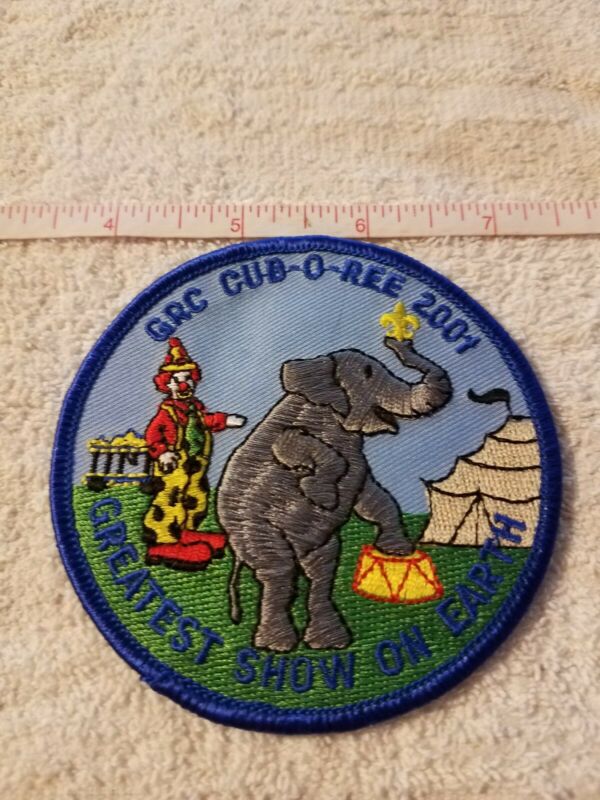 4 5 6 7
GRC CUB-O-REE 2001
GREATEST SHOW ON EARTH